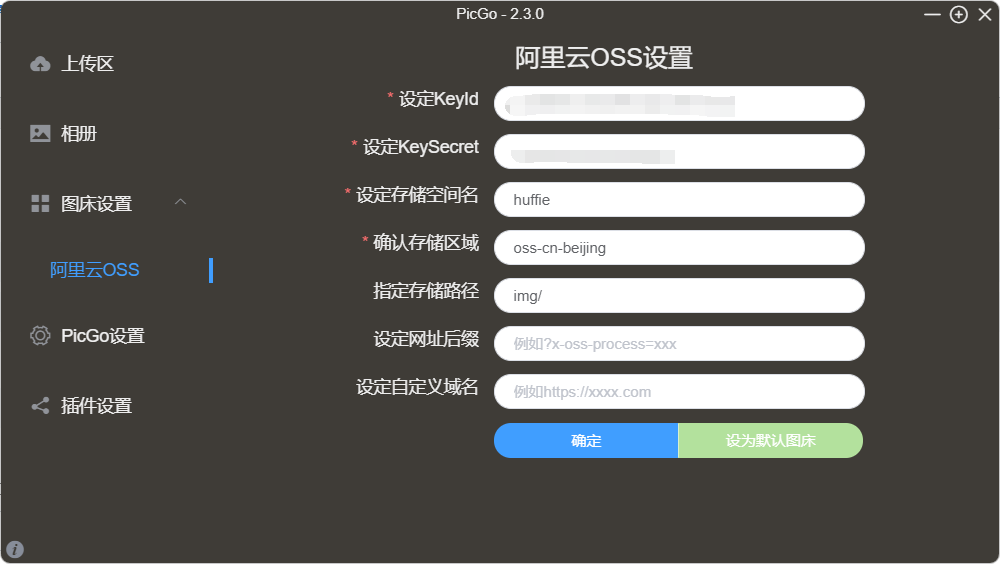 PicGo - 2.3.0
上传区
相册
图床设置
阿里云OSS
PicGo设置
插件设置
阿里云OSS设置
* 设定KeyId
* 设定KeySecret
* 设定存储空间名 huffie
* 确认存储区域 oss-cn-beijing
指定存储路径 img/
设定网址后缀 例如?x-oss-process=xxx
设定自定义域名 例如https://xxxx.com
确定 设为默认图床